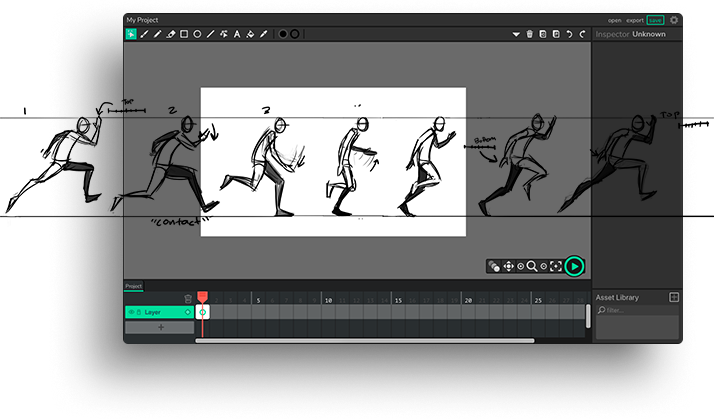 My Project
open export save
Inspector Unknown
1
Top
2
3
TOP
Bottom
"contact"
Project
5 10 15 20 25
Layer
Asset Library
filter...